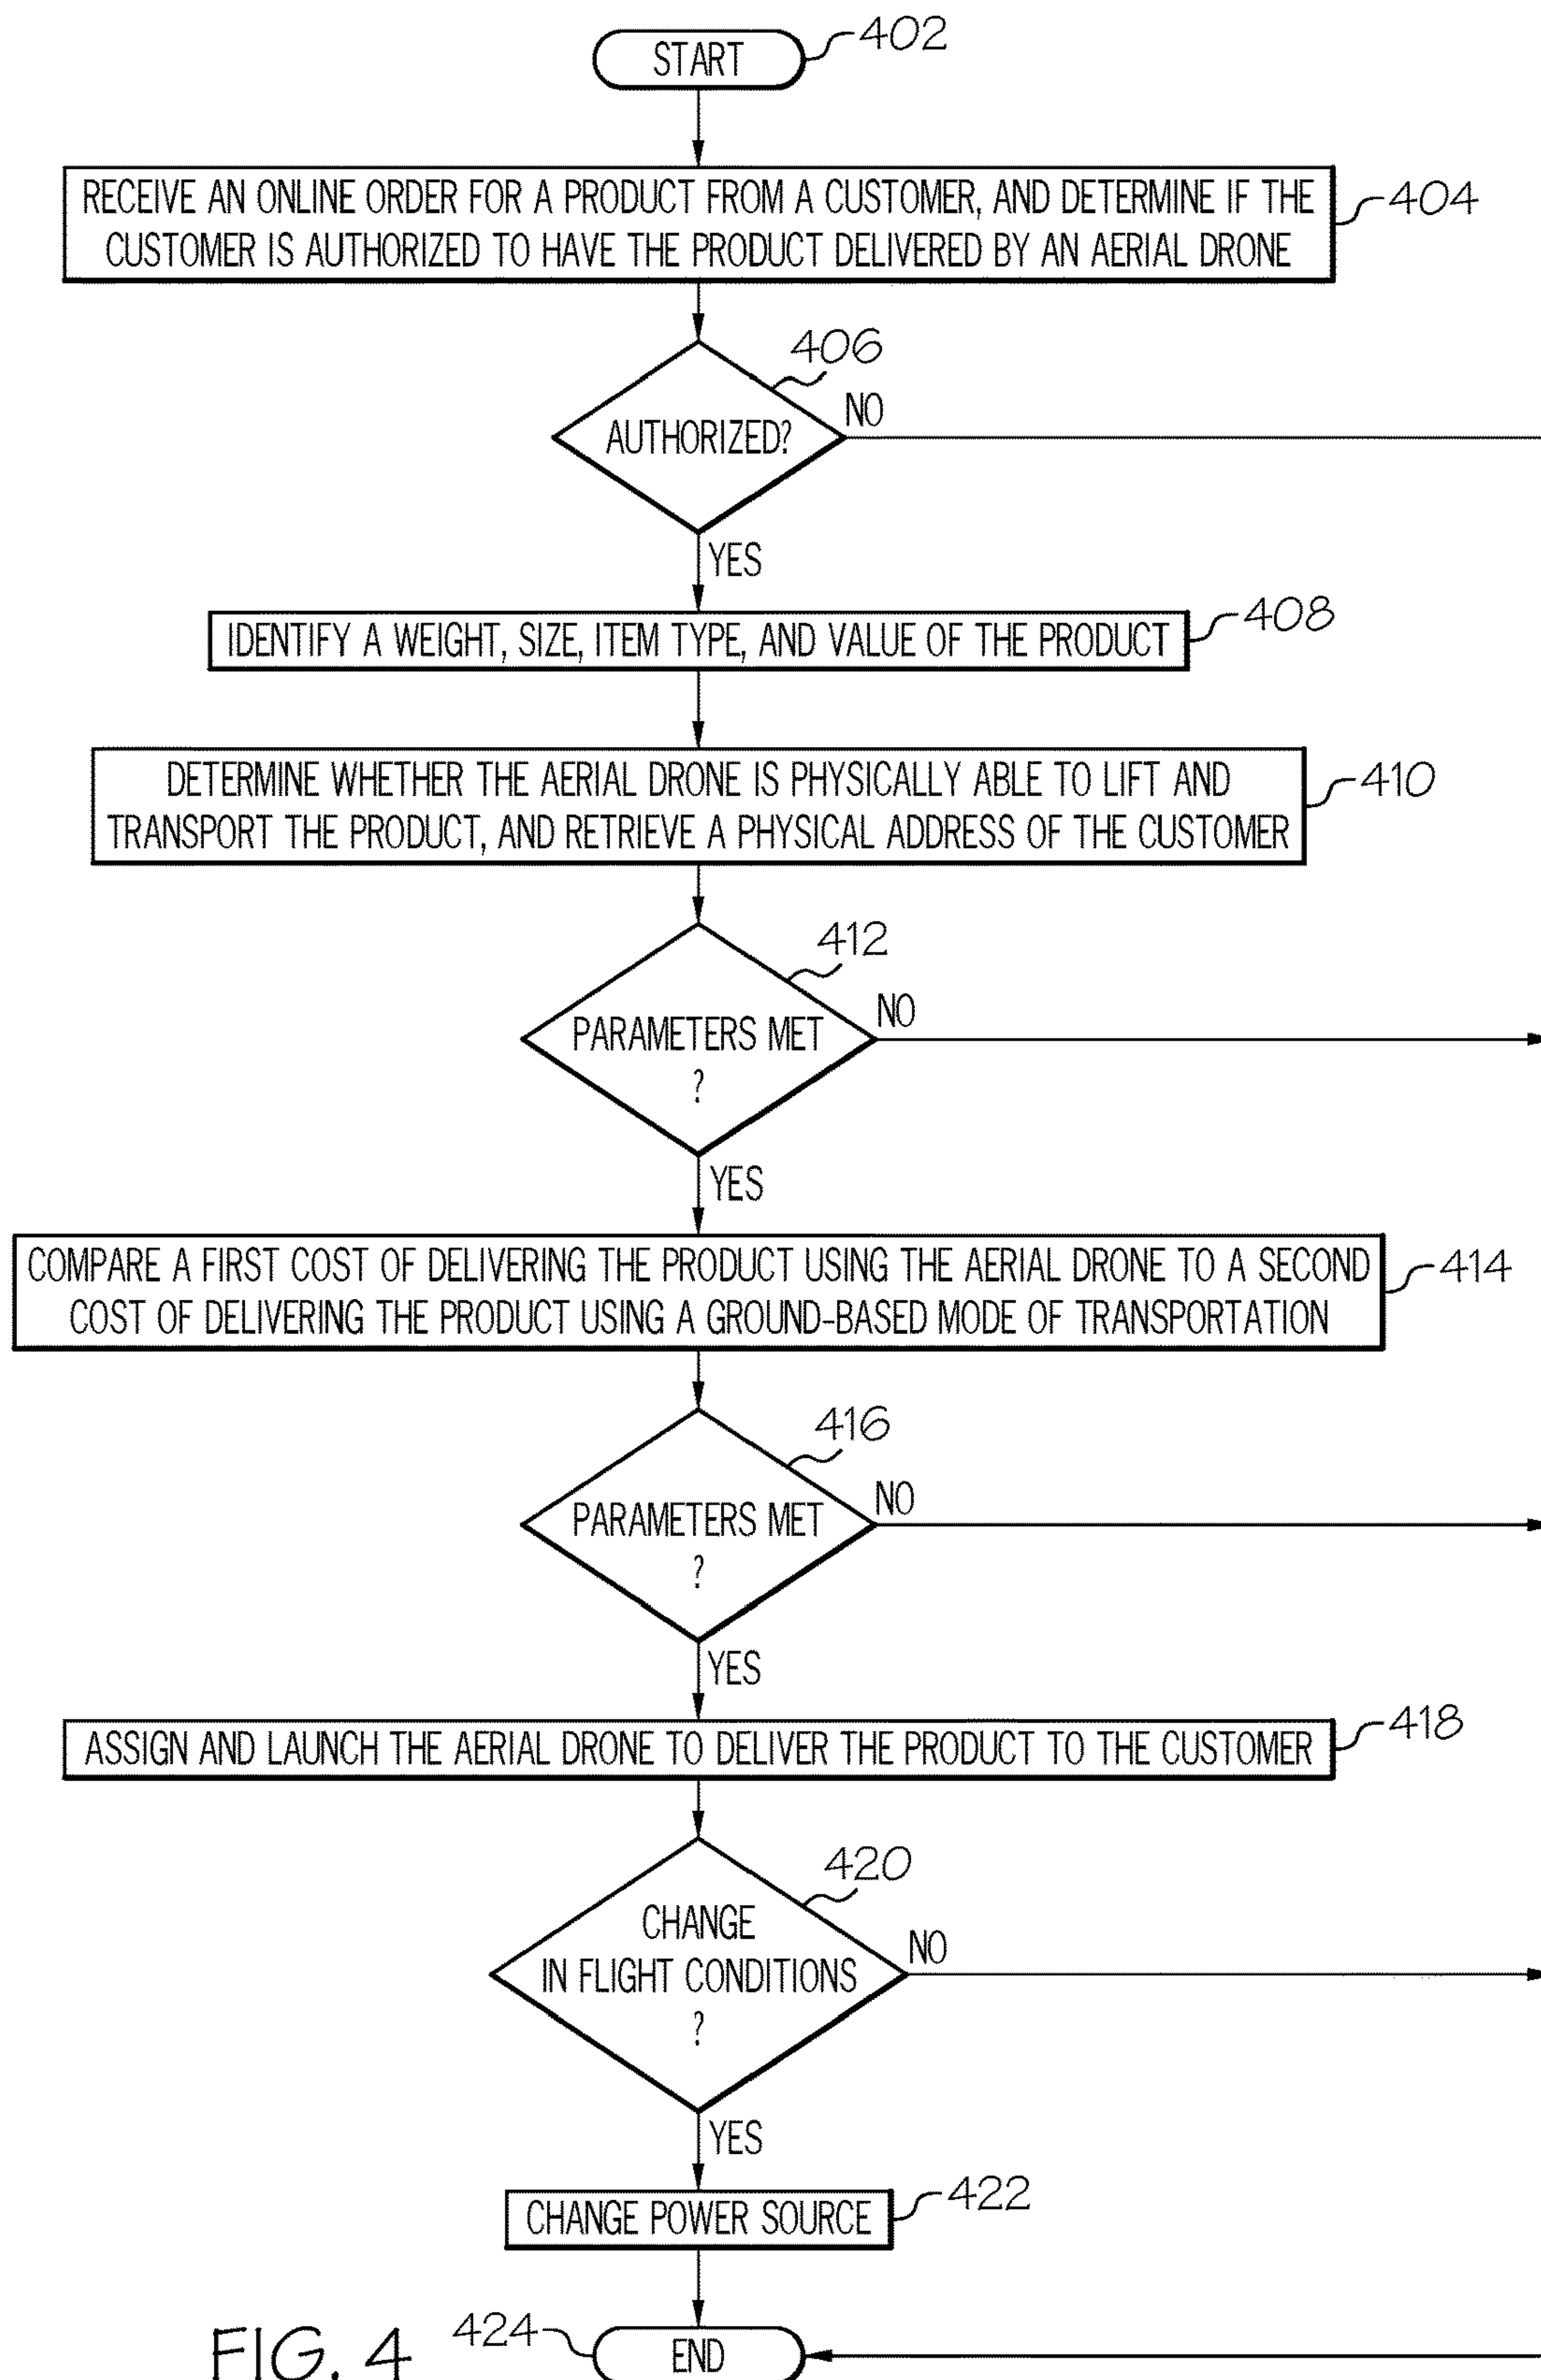 START
402
RECEIVE AN ONLINE ORDER FOR A PRODUCT FROM A CUSTOMER, AND DETERMINE IF THE
CUSTOMER IS AUTHORIZED TO HAVE THE PRODUCT DELIVERED BY AN AERIAL DRONE
404
406
AUTHORIZED?
NO
YES
IDENTIFY A WEIGHT, SIZE, ITEM TYPE, AND VALUE OF THE PRODUCT
408
DETERMINE WHETHER THE AERIAL DRONE IS PHYSICALLY ABLE TO LIFT AND
TRANSPORT THE PRODUCT, AND RETRIEVE A PHYSICAL ADDRESS OF THE CUSTOMER
410
412
PARAMETERS MET
?
NO
YES
COMPARE A FIRST COST OF DELIVERING THE PRODUCT USING THE AERIAL DRONE TO A SECOND
COST OF DELIVERING THE PRODUCT USING A GROUND-BASED MODE OF TRANSPORTATION
414
416
PARAMETERS MET
?
NO
YES
ASSIGN AND LAUNCH THE AERIAL DRONE TO DELIVER THE PRODUCT TO THE CUSTOMER
418
420
CHANGE
IN FLIGHT CONDITIONS
?
NO
YES
CHANGE POWER SOURCE
422
424
END
FIG. 4